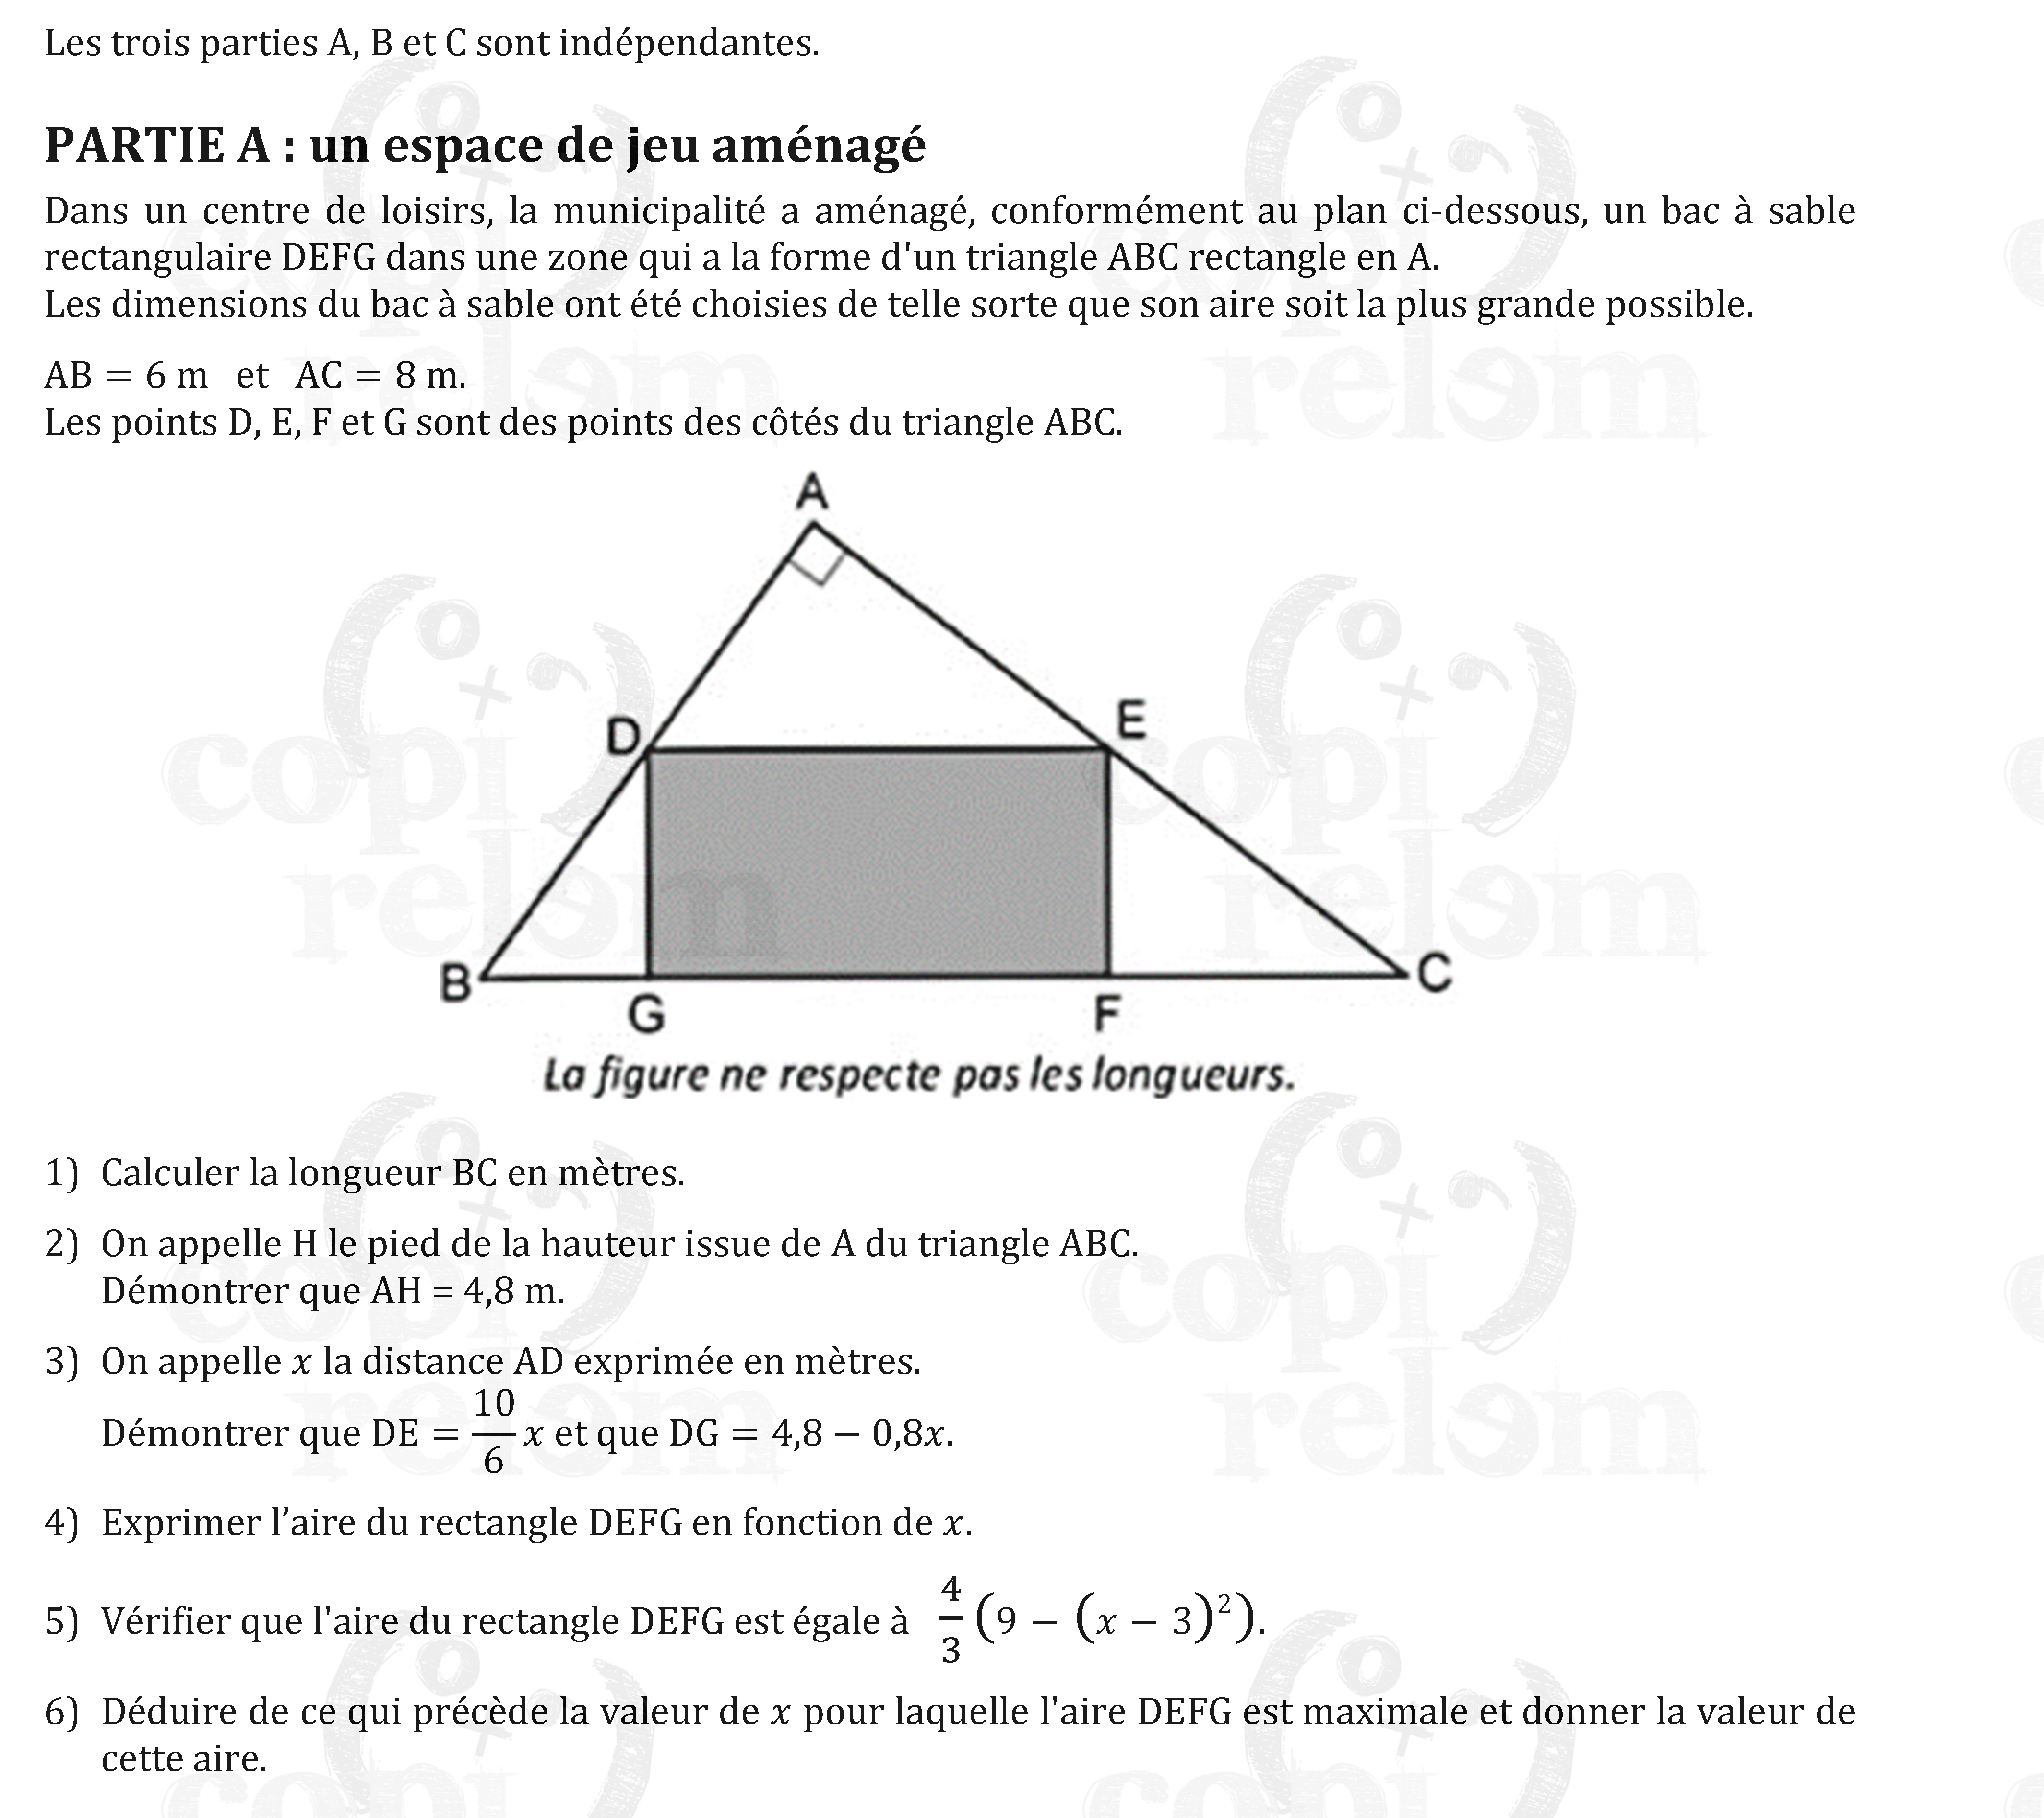 Les trois parties A, B et C sont indépendantes.
PARTIE A : un espace de jeu aménagé
Dans un centre de loisirs, la municipalité a aménagé, conformément au plan ci-dessous, un bac à sable
rectangulaire DEFG dans une zone qui a la forme d'un triangle ABC rectangle en A.
Les dimensions du bac à sable ont été choisies de telle sorte que son aire soit la plus grande possible.
AB = 6 m et AC = 8 m.
Les points D, E, F et G sont des points des côtés du triangle ABC.
A
D
E
B
C
G
F
La figure ne respecte pas les longueurs.
1) Calculer la longueur BC en mètres.
2) On appelle H le pied de la hauteur issue de A du triangle ABC.
Démontrer que AH = 4,8 m.
3) On appelle x la distance AD exprimée en mètres.
Démontrer que DE = 10/6 x et que DG = 4,8 − 0,8x.
4) Exprimer l’aire du rectangle DEFG en fonction de x.
5) Vérifier que l'aire du rectangle DEFG est égale à 4/3 (9 − (x − 3)²).
6) Déduire de ce qui précède la valeur de x pour laquelle l'aire DEFG est maximale et donner la valeur de
cette aire.
copi
relem